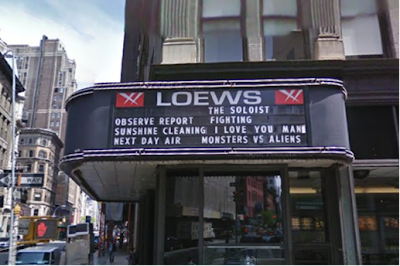 LOEWS
THE SOLOIST
OBSERVE REPORT FIGHTING
SUNSHINE CLEANING I LOVE YOU MAN
NEXT DAY AIR MONSTERS VS ALIENS